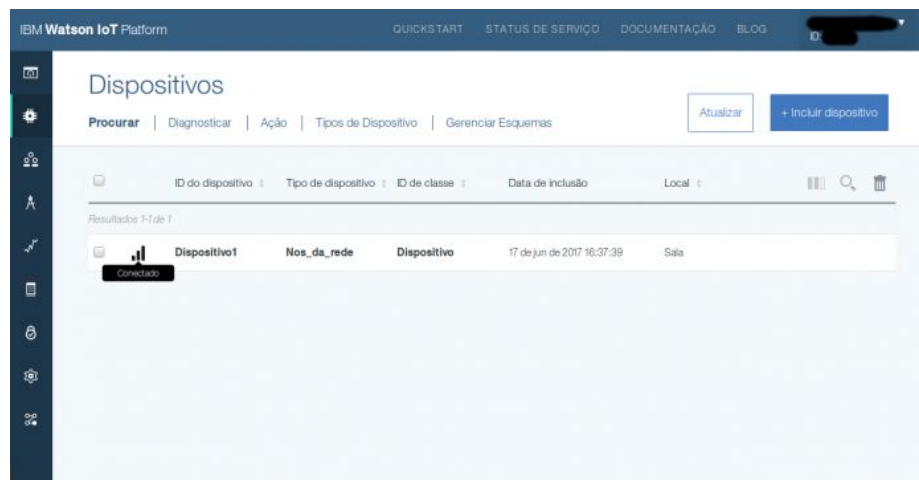 IBM Watson IoT Platform QUICKSTART STATUS DE SERVIÇO DOCUMENTAÇÃO BLOG
ID:
Dispositivos
Procurar | Diagnosticar | Ação | Tipos de Dispositivo | Gerenciar Esquemas
Atualizar
+ Incluir dispositivo
ID do dispositivo Tipo de dispositivo ID de classe Data de inclusão Local
Resultados 1-1 de 1
Dispositivo1 Nos_da_rede Dispositivo 17 de jun de 2017 16:37:39 Sala
Conectado